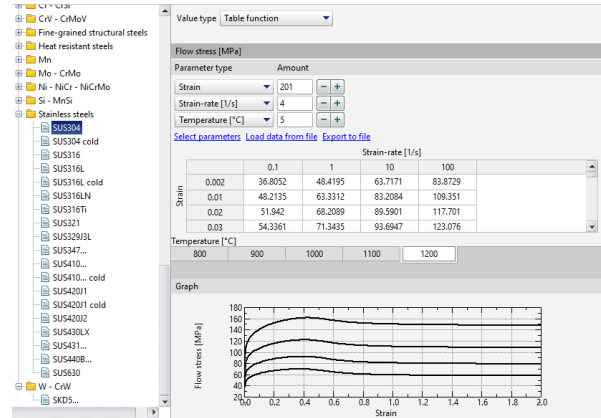 Cr - CrSi
CrV - CrMoV
Fine-grained structural steels
Heat resistant steels
Mn
Mo - CrMo
Ni - NiCr - NiCrMo
Si - MnSi
Stainless steels
SUS304
SUS304 cold
SUS316
SUS316L
SUS316L cold
SUS316LN
SUS316Ti
SUS321
SUS329J3L
SUS347...
SUS410...
SUS410... cold
SUS420J1
SUS420J1 cold
SUS420J2
SUS430LX
SUS431...
SUS440B...
SUS630
W - CrW
SKD5...
Value type Table function
Flow stress [MPa]
Parameter type Amount
Strain 201 - +
Strain-rate [1/s] 4 - +
Temperature [°C] 5 - +
Select parameters Load data from file Export to file
Strain-rate [1/s]
0.1 1 10 100
Strain
0.002 36.8052 48.4195 63.7171 83.8729
0.01 48.2135 63.3312 83.2084 109.351
0.02 51.942 68.2089 89.5901 117.701
0.03 54.3361 71.3435 93.6947 123.076
Temperature [°C]
800 900 1000 1100 1200
Graph
Flow stress [MPa]
180
160
140
120
100
80
60
40
20
0.0 0.2 0.4 0.6 0.8 1.0 1.2 1.4 1.6 1.8 2.0
Strain